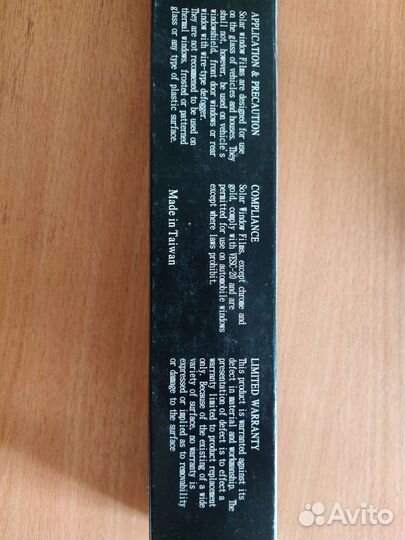 APPLICATION & PRECAUTION
Solar Window Films are designed for use
on the glass of vehicles and houses. They
shall not, however, be used on vehicle's
windowshield, front door windows or rear
window with wire-type defogger.
They are not recommened to be used on
thermal windows, frosted or patterned
glass or any type of plastic surface.
COMPLIANCE
Solar Window Films, except chrome and
gold, comply with VESC-20 and are
permitted for use on automobile windows
except where laws prohibit.
Made in Taiwan
LIMITED WARRANTY
This product is warranted against its
defect in material and workmanship. The
presentation of defect is to effect a
warranty limited to product replacement
only. Because of the existing of a wide
variety of surface, no warranty is
expressed or implied as to removability
or damage to the surface
Avito